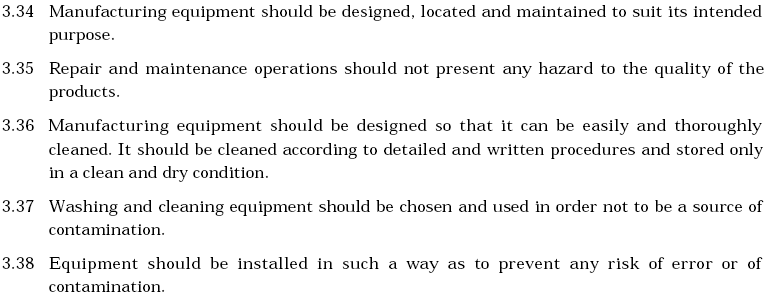 3.34 Manufacturing equipment should be designed, located and maintained to suit its intended
purpose.
3.35 Repair and maintenance operations should not present any hazard to the quality of the
products.
3.36 Manufacturing equipment should be designed so that it can be easily and thoroughly
cleaned. It should be cleaned according to detailed and written procedures and stored only
in a clean and dry condition.
3.37 Washing and cleaning equipment should be chosen and used in order not to be a source of
contamination.
3.38 Equipment should be installed in such a way as to prevent any risk of error or of
contamination.